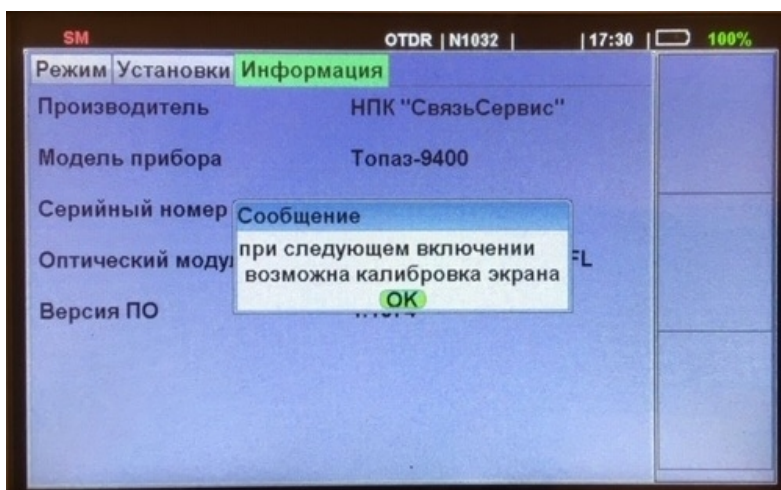 SM OTDR | N1032 | | 17:30 | 100%
Режим Установки Информация
Производитель НПК "СвязьСервис"
Модель прибора Топаз-9400
Серийный номер
Сообщение
при следующем включении
возможна калибровка экрана
OK
Оптический FL
Версия ПО